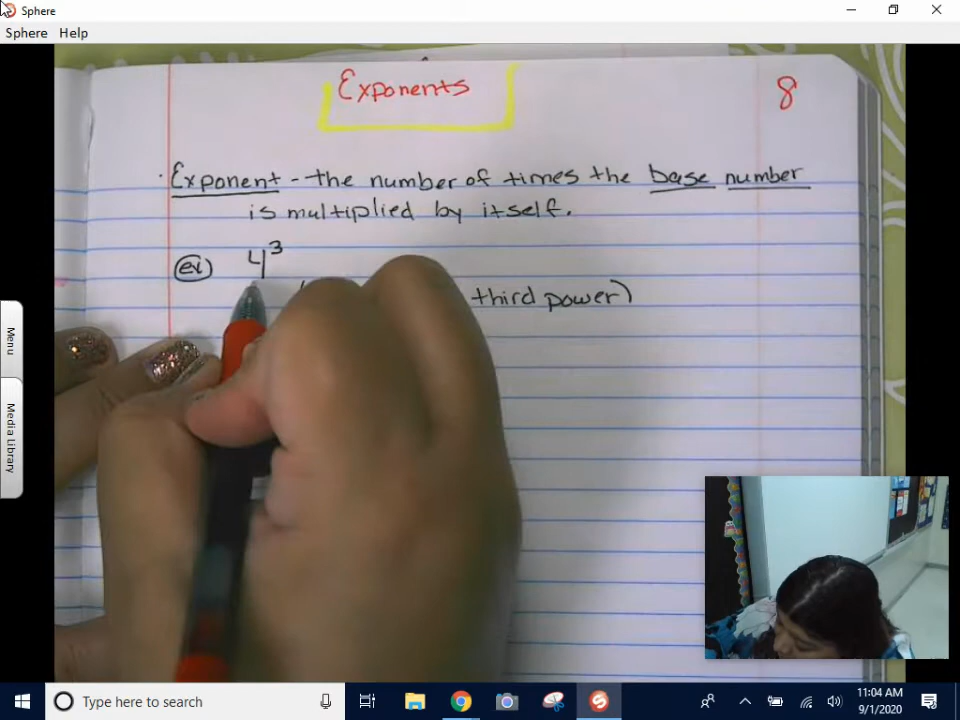 Sphere
Sphere Help
Exponents
8
Exponent - the number of times the base number
is multiplied by itself.
ex) 4³
( third power)
Menu
Media Library
Type here to search
11:04 AM
9/1/2020